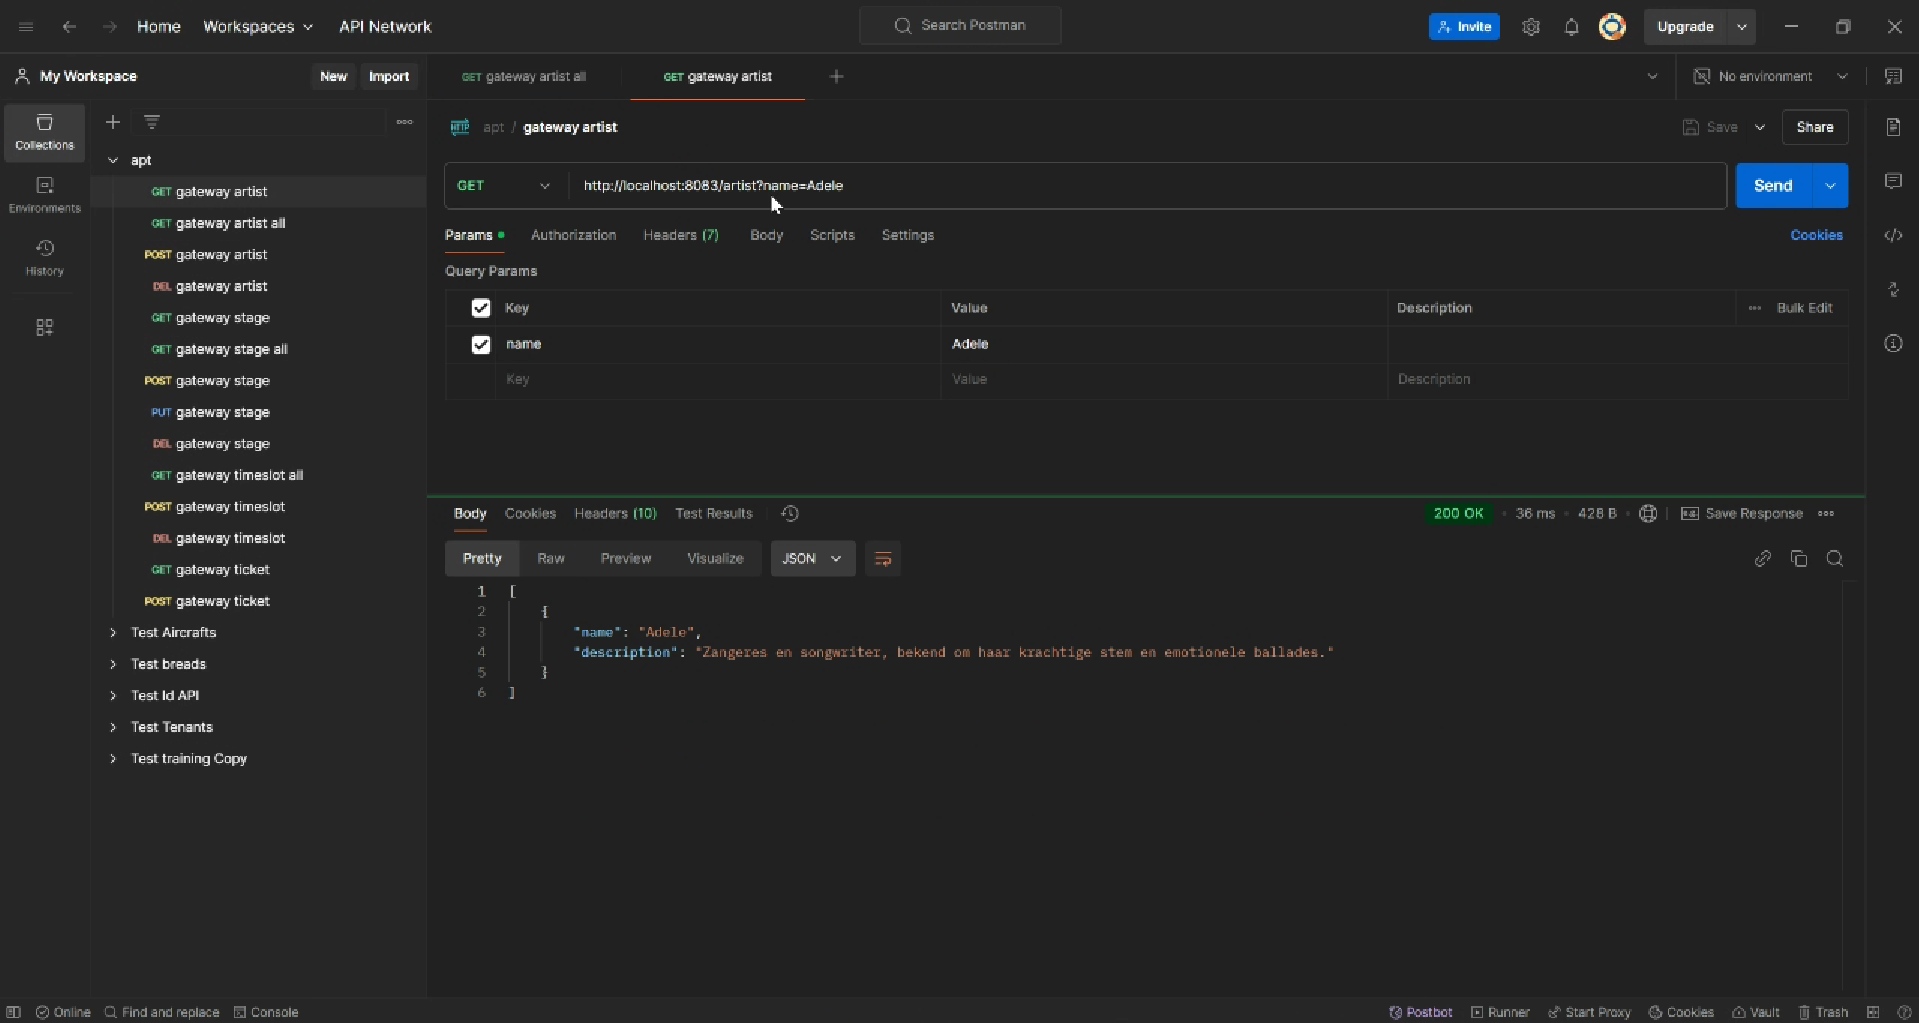 Home Workspaces API Network Search Postman Invite Upgrade
My Workspace New Import GET gateway artist all GET gateway artist No environment
HTTP apt / gateway artist Save Share
Collections
Environments
History
apt
GET gateway artist
GET gateway artist all
POST gateway artist
DEL gateway artist
GET gateway stage
GET gateway stage all
POST gateway stage
PUT gateway stage
DEL gateway stage
GET gateway timeslot all
POST gateway timeslot
DEL gateway timeslot
GET gateway ticket
POST gateway ticket
Test Aircrafts
Test breads
Test Id API
Test Tenants
Test training Copy
GET http://localhost:8083/artist?name=Adele Send
Params Authorization Headers (7) Body Scripts Settings Cookies
Query Params
Key Value Description Bulk Edit
name Adele
Key Value Description
Body Cookies Headers (10) Test Results 200 OK 36 ms 428 B Save Response
Pretty Raw Preview Visualize JSON
1 [
2 {
3 "name": "Adele",
4 "description": "Zangeres en songwriter, bekend om haar krachtige stem en emotionele ballades."
5 }
6 ]
Online Find and replace Console Postbot Runner Start Proxy Cookies Vault Trash